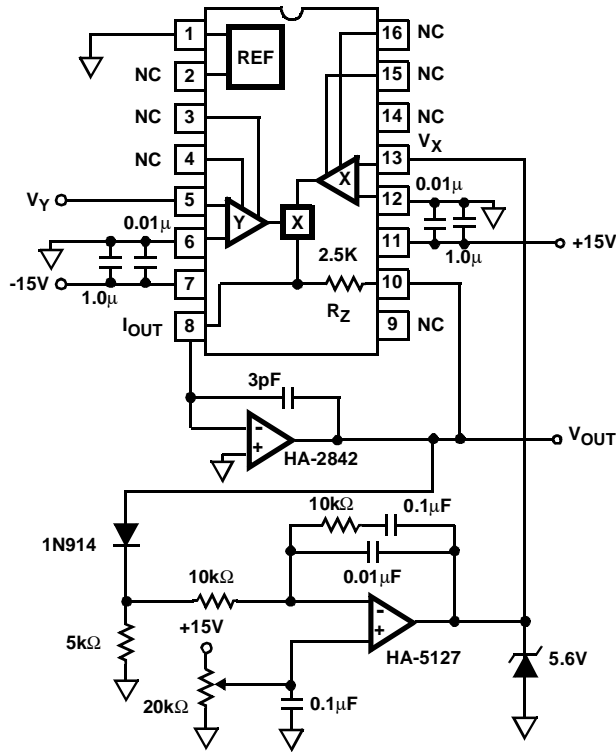 1
REF
16
NC
NC
2
15
NC
NC
3
14
NC
NC
4
13
VX
X
VY
5
Y
X
12
0.01μ
0.01μ
6
11
+15V
1.0μ
-15V
7
2.5K
10
1.0μ
RZ
IOUT
8
9
NC
3pF
-
+
HA-2842
VOUT
1N914
10kΩ
0.1μF
0.01μF
10kΩ
5kΩ
+15V
-
+
HA-5127
5.6V
20kΩ
0.1μF